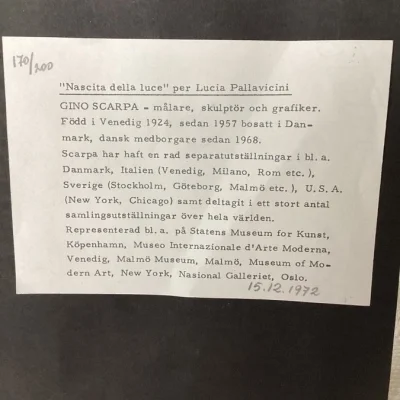 170/200
"Nascita della luce" per Lucia Pallavicini
GINO SCARPA - målare, skulptör och grafiker.
Född i Venedig 1924, sedan 1957 bosatt i Dan-
mark, dansk medborgare sedan 1968.
Scarpa har haft en rad separatutställningar i bl. a.
Danmark, Italien (Venedig, Milano, Rom etc.),
Sverige (Stockholm, Göteborg, Malmö etc.), U.S.A.
(New York, Chicago) samt deltagit i ett stort antal
samlingsutställningar över hela världen.
Representerad bl. a. på Statens Museum for Kunst,
Köpenhamn, Museo Internazionale d'Arte Moderna,
Venedig, Malmö Museum, Malmö, Museum of Mo-
dern Art, New York, Nasional Galleriet, Oslo.
15.12.1972